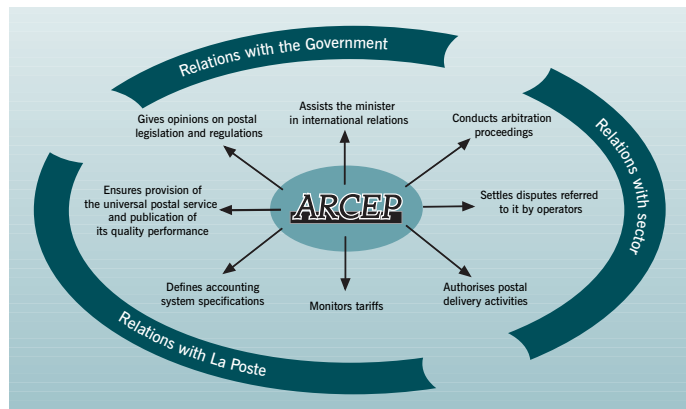 Relations with the Government
Gives opinions on postal
legislation and regulations
Assists the minister
in international relations
Conducts arbitration
proceedings
Relations with sector
Ensures provision of
the universal postal service
and publication of
its quality performance
ARCEP
Settles disputes referred
to it by operators
Defines accounting
system specifications
Monitors tariffs
Authorises postal
delivery activities
Relations with La Poste